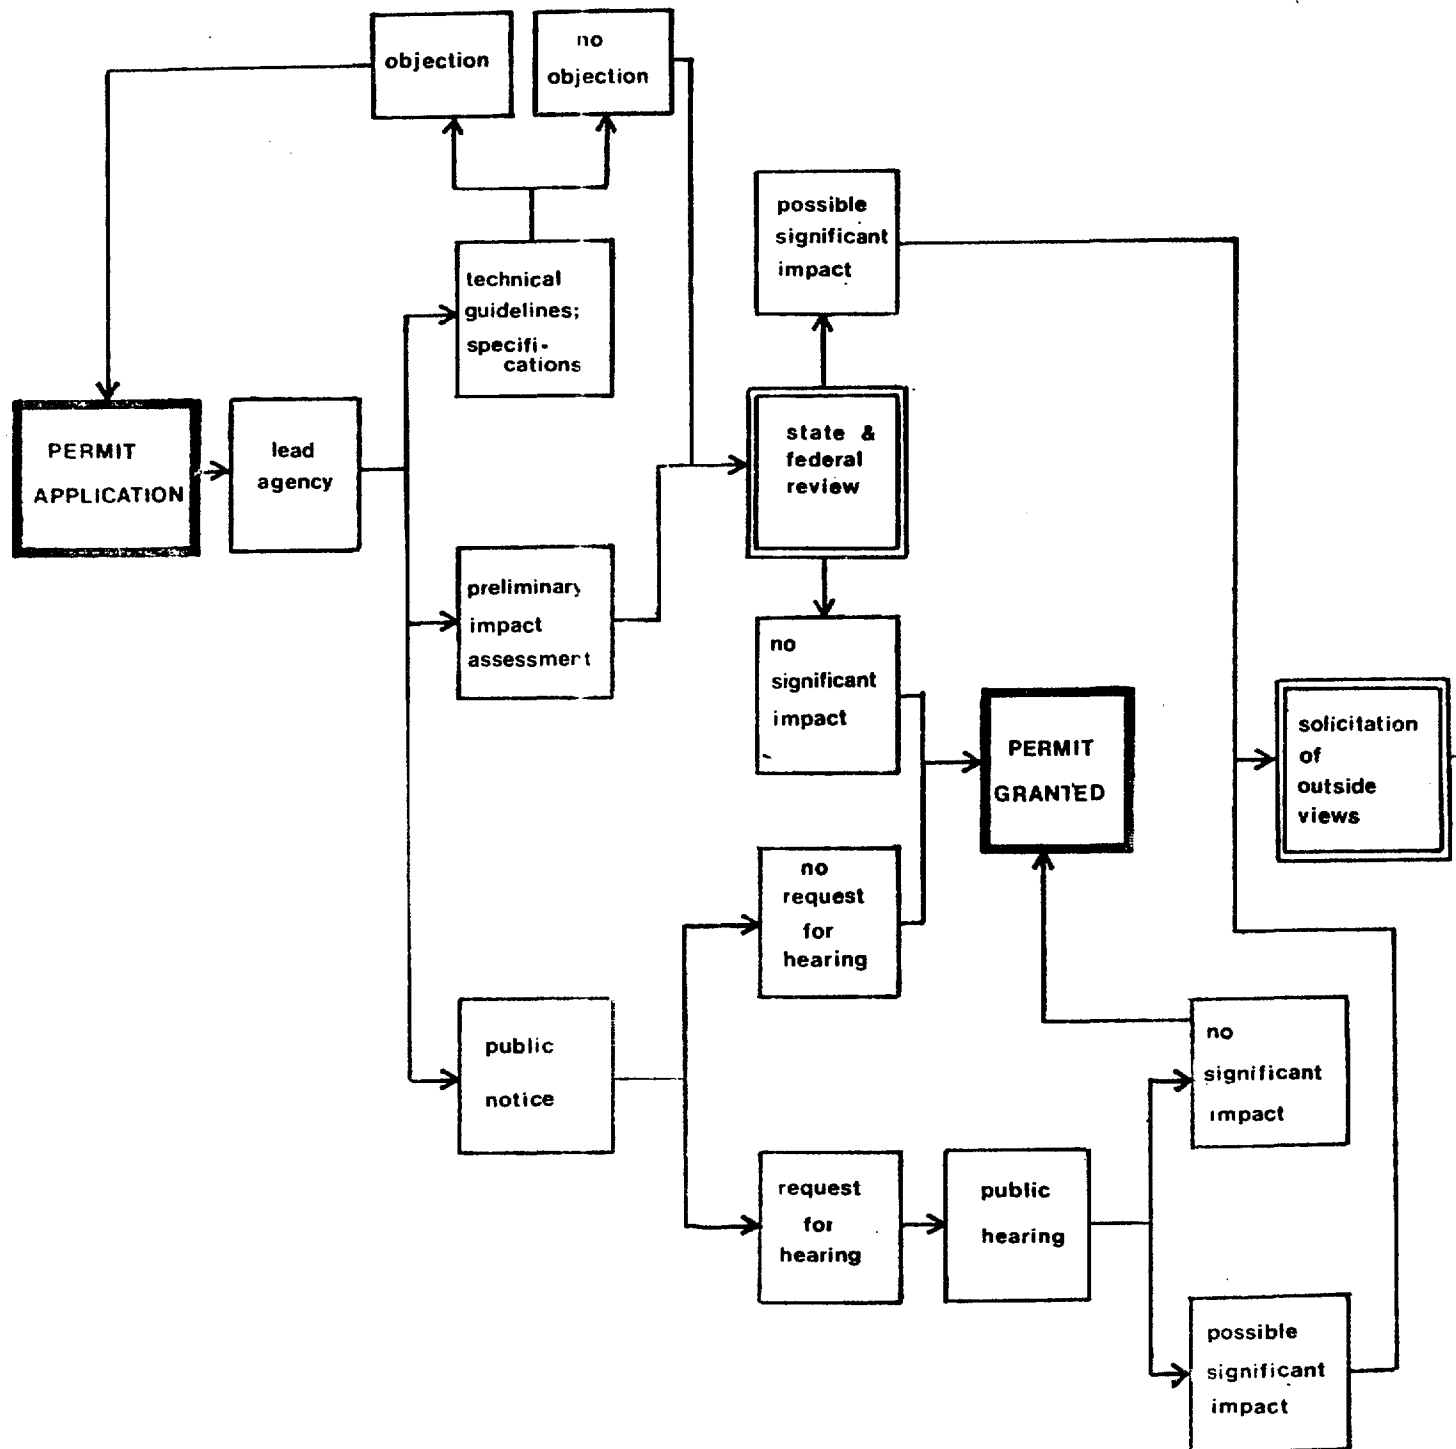 objection
no
objection
possible
significant
impact
technical
guidelines;
specifi-
cations
PERMIT
APPLICATION
lead
agency
state &
federal
review
preliminary
impact
assessment
no
significant
impact
PERMIT
GRANTED
solicitation
of
outside
views
no
request
for
hearing
public
notice
no
significant
impact
request
for
hearing
public
hearing
possible
significant
impact